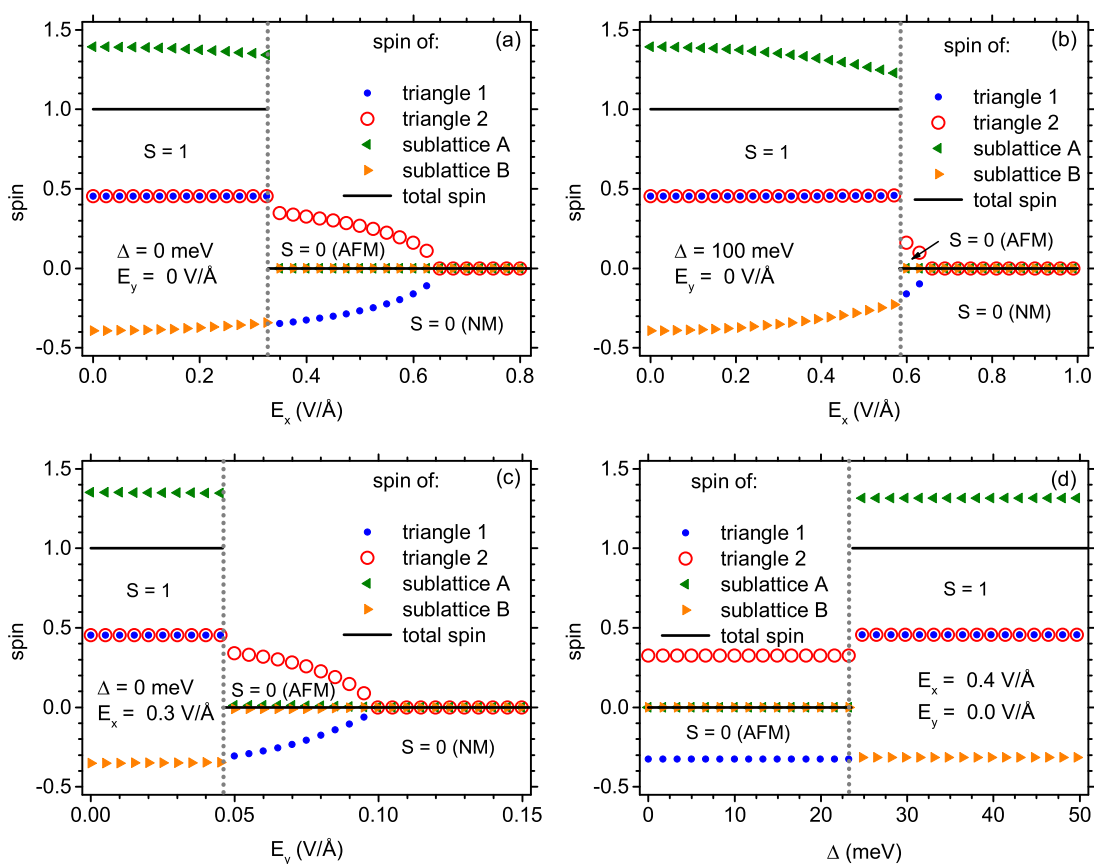 spin of: (a)
triangle 1
triangle 2
sublattice A
sublattice B
total spin
S = 1
S = 0 (AFM)
S = 0 (NM)
Δ = 0 meV
E_y = 0 V/Å
spin
1.5
1.0
0.5
0.0
-0.5
0.0 0.2 0.4 0.6 0.8
E_x (V/Å)
spin of: (b)
triangle 1
triangle 2
sublattice A
sublattice B
total spin
S = 1
S = 0 (AFM)
S = 0 (NM)
Δ = 100 meV
E_y = 0 V/Å
spin
1.5
1.0
0.5
0.0
-0.5
0.0 0.2 0.4 0.6 0.8 1.0
E_x (V/Å)
spin of: (c)
triangle 1
triangle 2
sublattice A
sublattice B
total spin
S = 1
S = 0 (AFM)
S = 0 (NM)
Δ = 0 meV
E_x = 0.3 V/Å
spin
1.5
1.0
0.5
0.0
-0.5
0.00 0.05 0.10 0.15
E_y (V/Å)
spin of: (d)
triangle 1
triangle 2
sublattice A
sublattice B
total spin
S = 1
S = 0 (AFM)
E_x = 0.4 V/Å
E_y = 0.0 V/Å
spin
1.5
1.0
0.5
0.0
-0.5
0 10 20 30 40 50
Δ (meV)